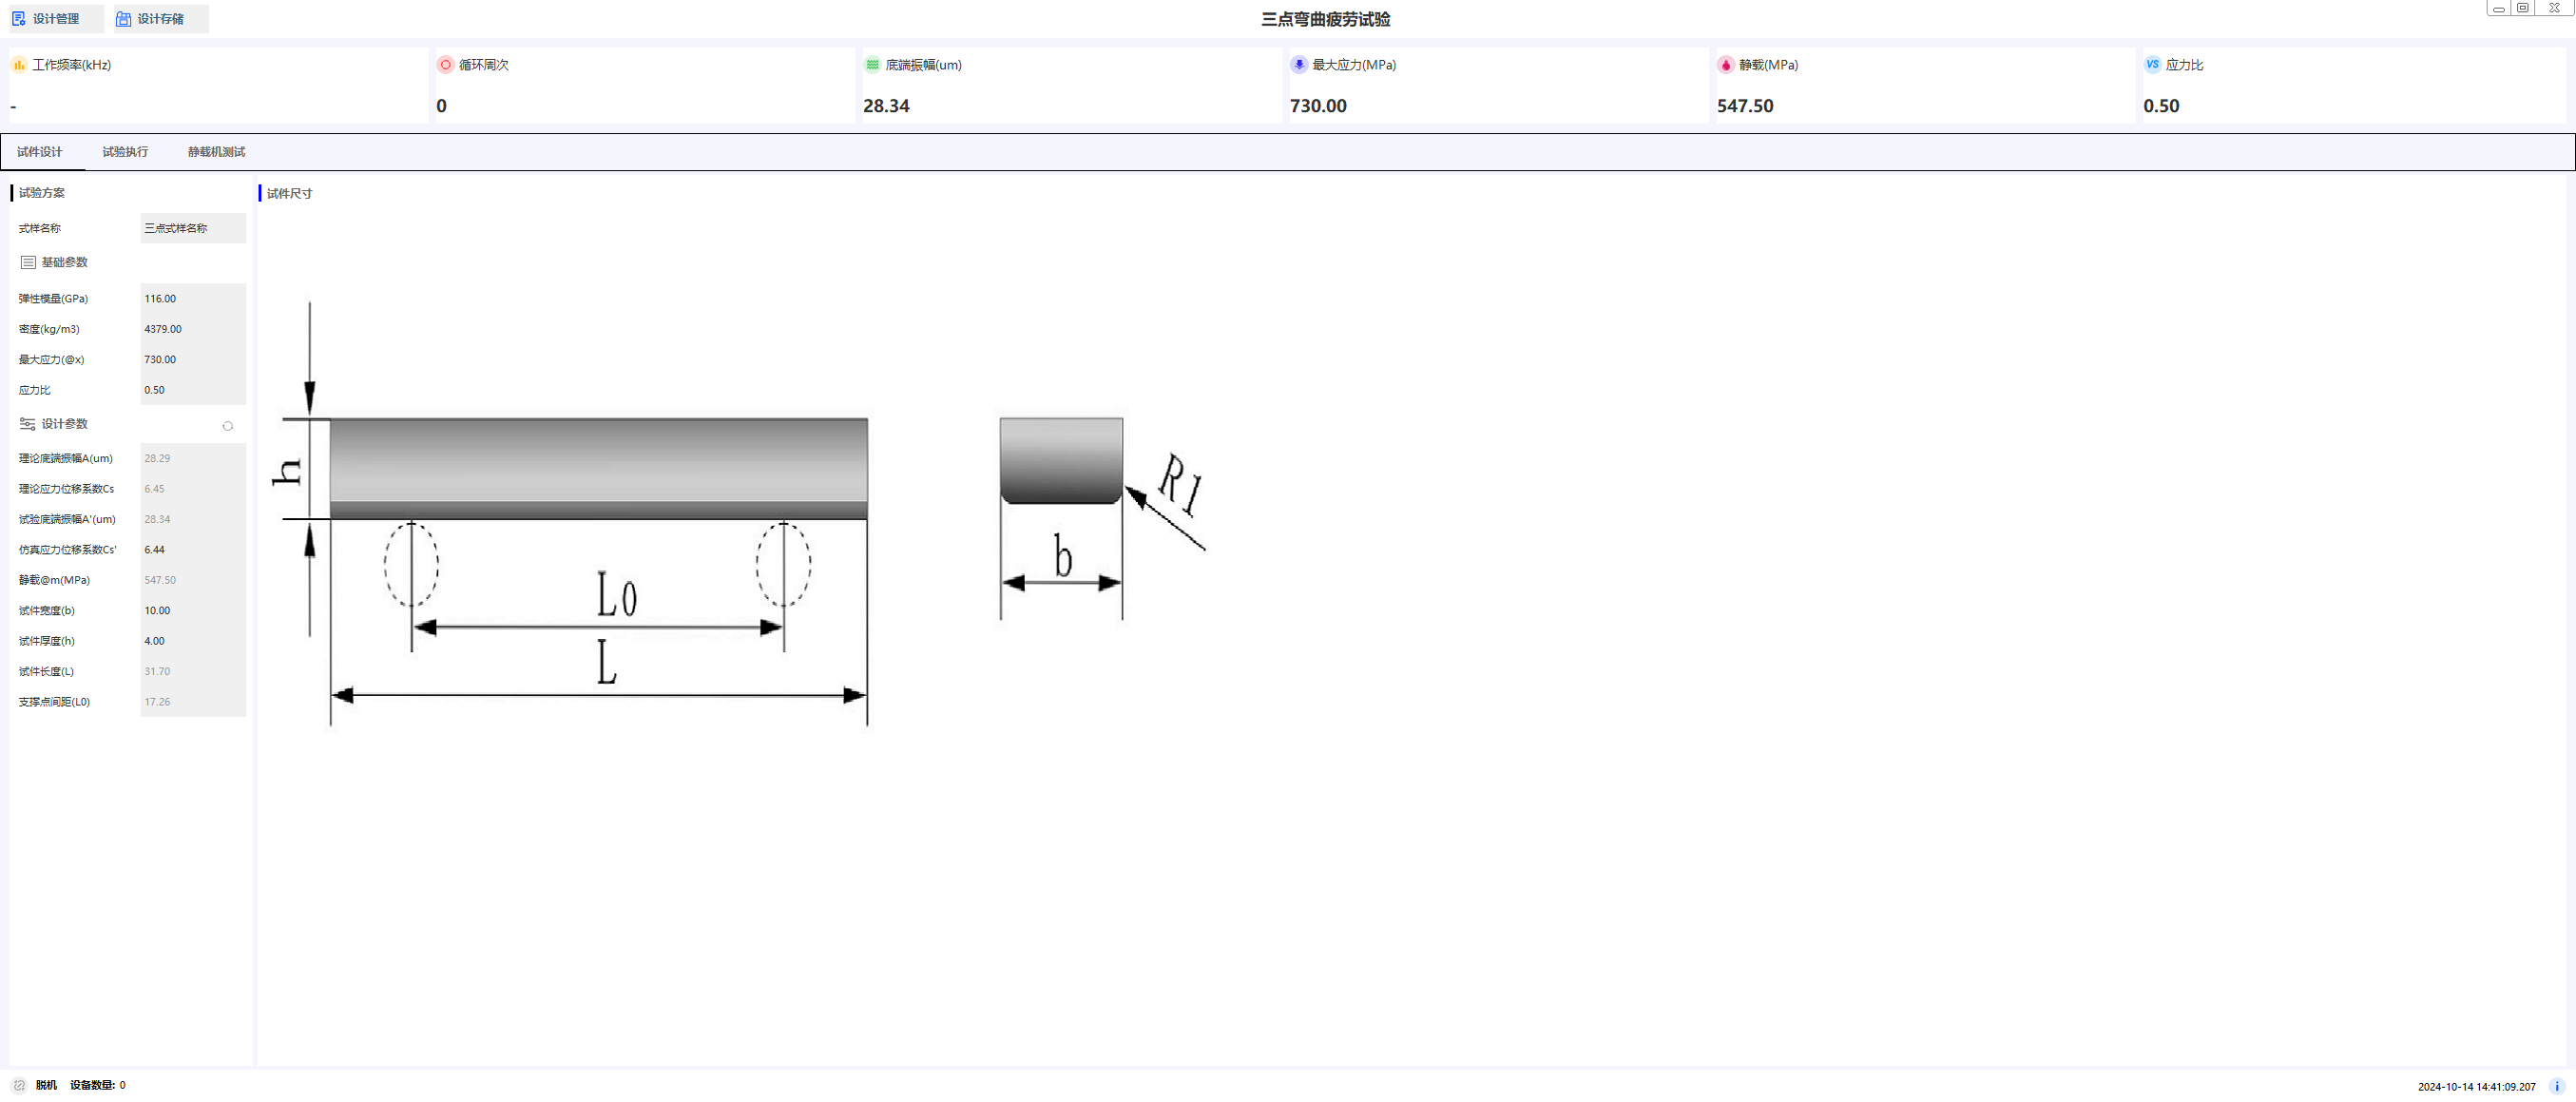 设计管理
设计存储
三点弯曲疲劳试验
工作频率(kHz)
-
循环周次
0
底端振幅(um)
28.34
最大应力(MPa)
730.00
静载(MPa)
547.50
VS 应力比
0.50
试件设计
试验执行
静载机测试
试验方案
式样名称 三点式样名称
基础参数
弹性模量(GPa) 116.00
密度(kg/m3) 4379.00
最大应力(@x) 730.00
应力比 0.50
设计参数
理论底端振幅A(um) 28.29
理论应力位移系数Cs 6.45
试验底端振幅A'(um) 28.34
仿真应力位移系数Cs' 6.44
静载@m(MPa) 547.50
试件宽度(b) 10.00
试件厚度(h) 4.00
试件长度(L) 31.70
支撑点间距(L0) 17.26
试件尺寸
h
L0
L
b
R1
脱机 设备数量: 0
2024-10-14 14:41:09.207